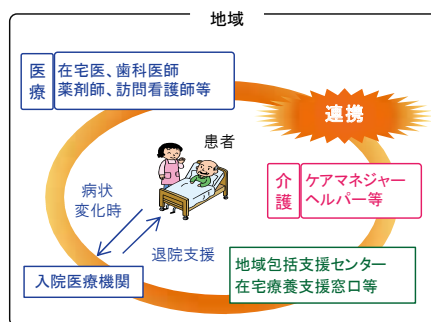 地域
医療
在宅医、歯科医師
薬剤師、訪問看護師等
連携
患者
介護
ケアマネジャー
ヘルパー等
病状
変化時
退院支援
入院医療機関
地域包括支援センター
在宅療養支援窓口等